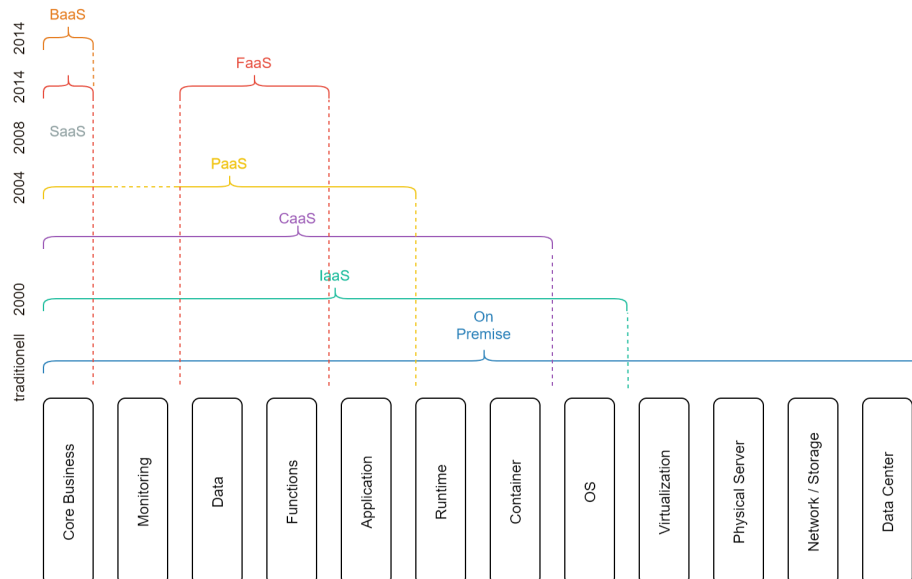 BaaS
2014
FaaS
2014
SaaS
2008
PaaS
2004
CaaS
IaaS
2000
On
Premise
traditionell
Core Business
Monitoring
Data
Functions
Application
Runtime
Container
OS
Virtualization
Physical Server
Network / Storage
Data Center